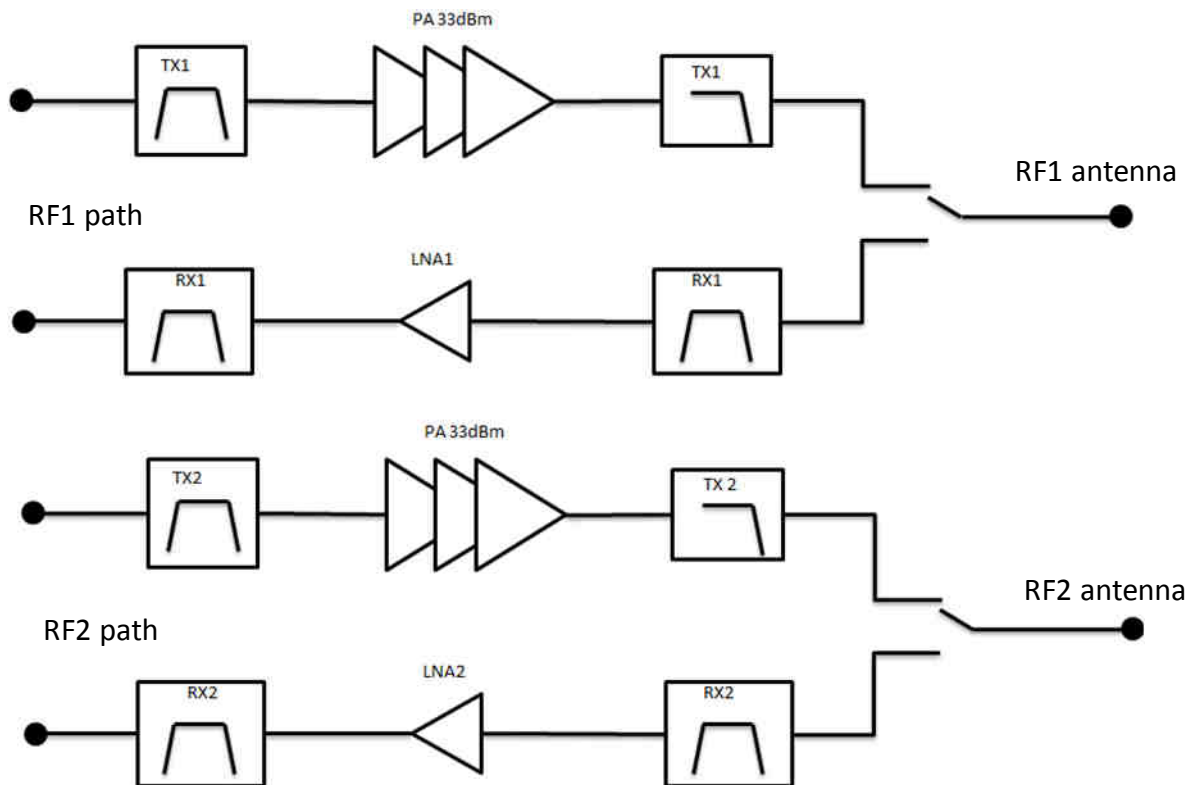 PA 33dBm
TX1
TX1
RF1 antenna
RF1 path
LNA1
RX1
RX1
PA 33dBm
TX2
TX 2
RF2 antenna
RF2 path
LNA2
RX2
RX2